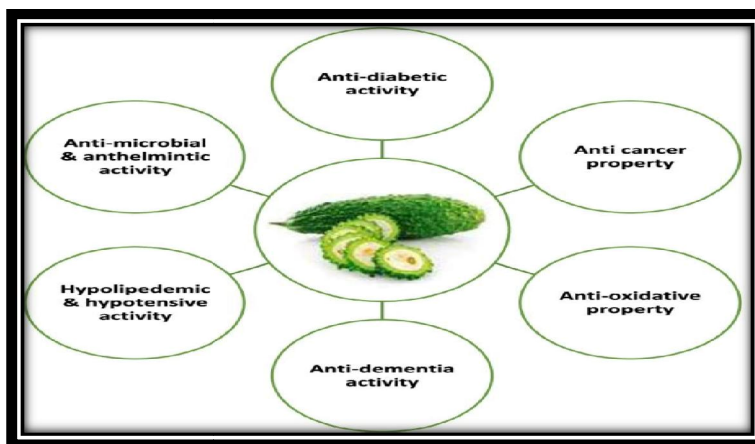 Anti-diabetic
activity
Anti-microbial
& anthelmintic
activity
Anti cancer
property
Hypolipedemic
& hypotensive
activity
Anti-oxidative
property
Anti-dementia
activity